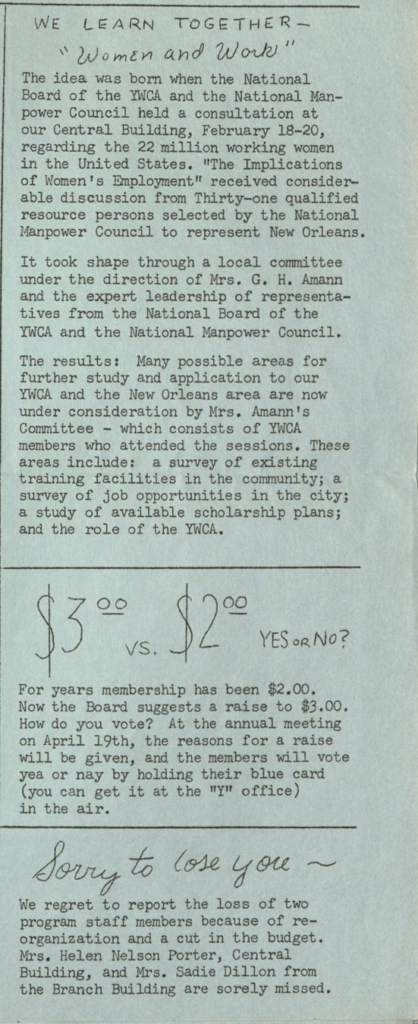 WE LEARN TOGETHER—
"Women and Work"
The idea was born when the National
Board of the YWCA and the National Man-
power Council held a consultation at
our Central Building, February 18-20,
regarding the 22 million working women
in the United States. "The Implications
of Women's Employment" received consider-
able discussion from Thirty-one qualified
resource persons selected by the National
Manpower Council to represent New Orleans.
It took shape through a local committee
under the direction of Mrs. G. H. Amann
and the expert leadership of representa-
tives from the National Board of the
YWCA and the National Manpower Council.
The results: Many possible areas for
further study and application to our
YWCA and the New Orleans area are now
under consideration by Mrs. Amann's
Committee - which consists of YWCA
members who attended the sessions. These
areas include: a survey of existing
training facilities in the community; a
survey of job opportunities in the city;
a study of available scholarship plans;
and the role of the YWCA.
$3.00 vs. $2.00 YES OR NO?
For years membership has been $2.00.
Now the Board suggests a raise to $3.00.
How do you vote? At the annual meeting
on April 19th, the reasons for a raise
will be given, and the members will vote
yea or nay by holding their blue card
(you can get it at the "Y" office)
in the air.
Sorry to lose you ~
We regret to report the loss of two
program staff members because of re-
organization and a cut in the budget.
Mrs. Helen Nelson Porter, Central
Building, and Mrs. Sadie Dillon from
the Branch Building are sorely missed.